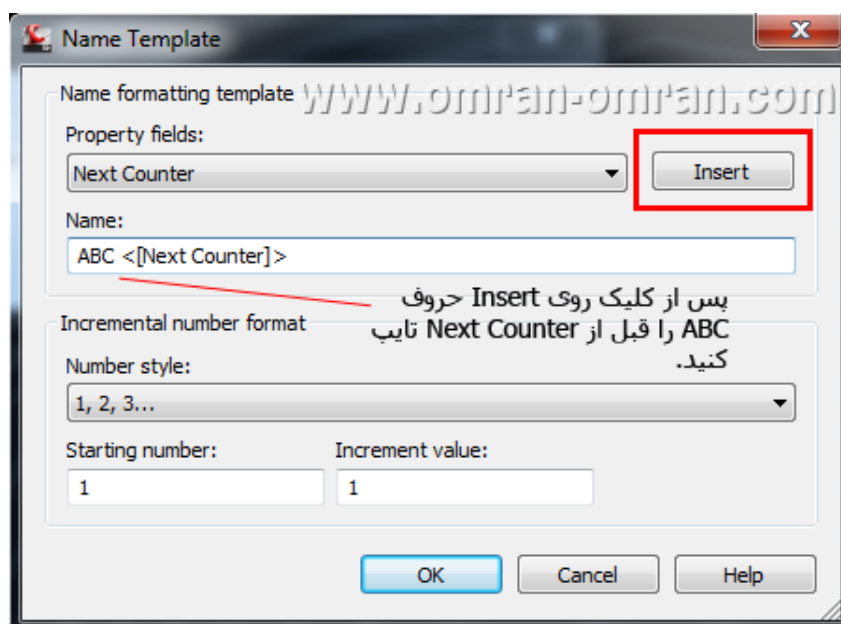 Name Template
Name formatting template
www.omran-omran.com
Property fields:
Next Counter
Insert
Name:
ABC <[Next Counter]>
پس از کلیک روی Insert حروف
ABC را قبل از Next Counter تایپ
کنید.
Incremental number format
Number style:
1, 2, 3...
Starting number:
Increment value:
1
1
OK
Cancel
Help